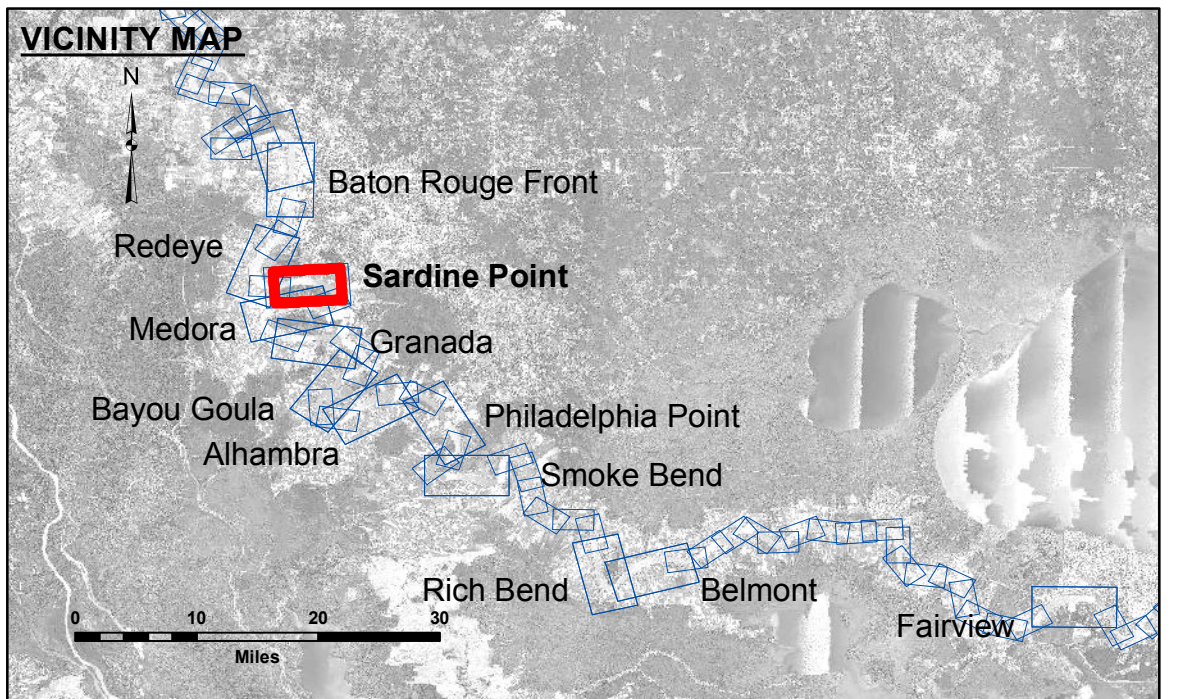 VICINITY MAP
N
Baton Rouge Front
Redeye
Sardine Point
Medora
Granada
Bayou Goula
Philadelphia Point
Alhambra
Smoke Bend
Rich Bend
Belmont
0 10 20 30
Fairview
Miles